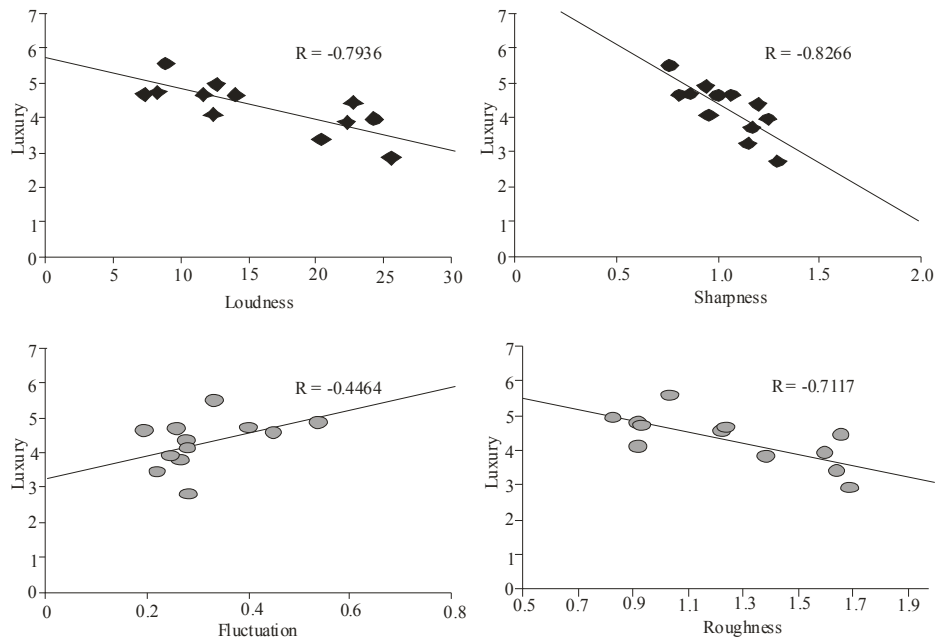 7
6
5
4
3
2
1
0
Luxury
R = -0.7936
0 5 10 15 20 25 30
Loudness
7
6
5
4
3
2
1
0
Luxury
R = -0.8266
0 0.5 1.0 1.5 2.0
Sharpness
7
6
5
4
3
2
1
0
Luxury
R = -0.4464
0 0.2 0.4 0.6 0.8
Fluctuation
7
6
5
4
3
2
1
0
Luxury
R = -0.7117
0.5 0.7 0.9 1.1 1.3 1.5 1.7 1.9
Roughness